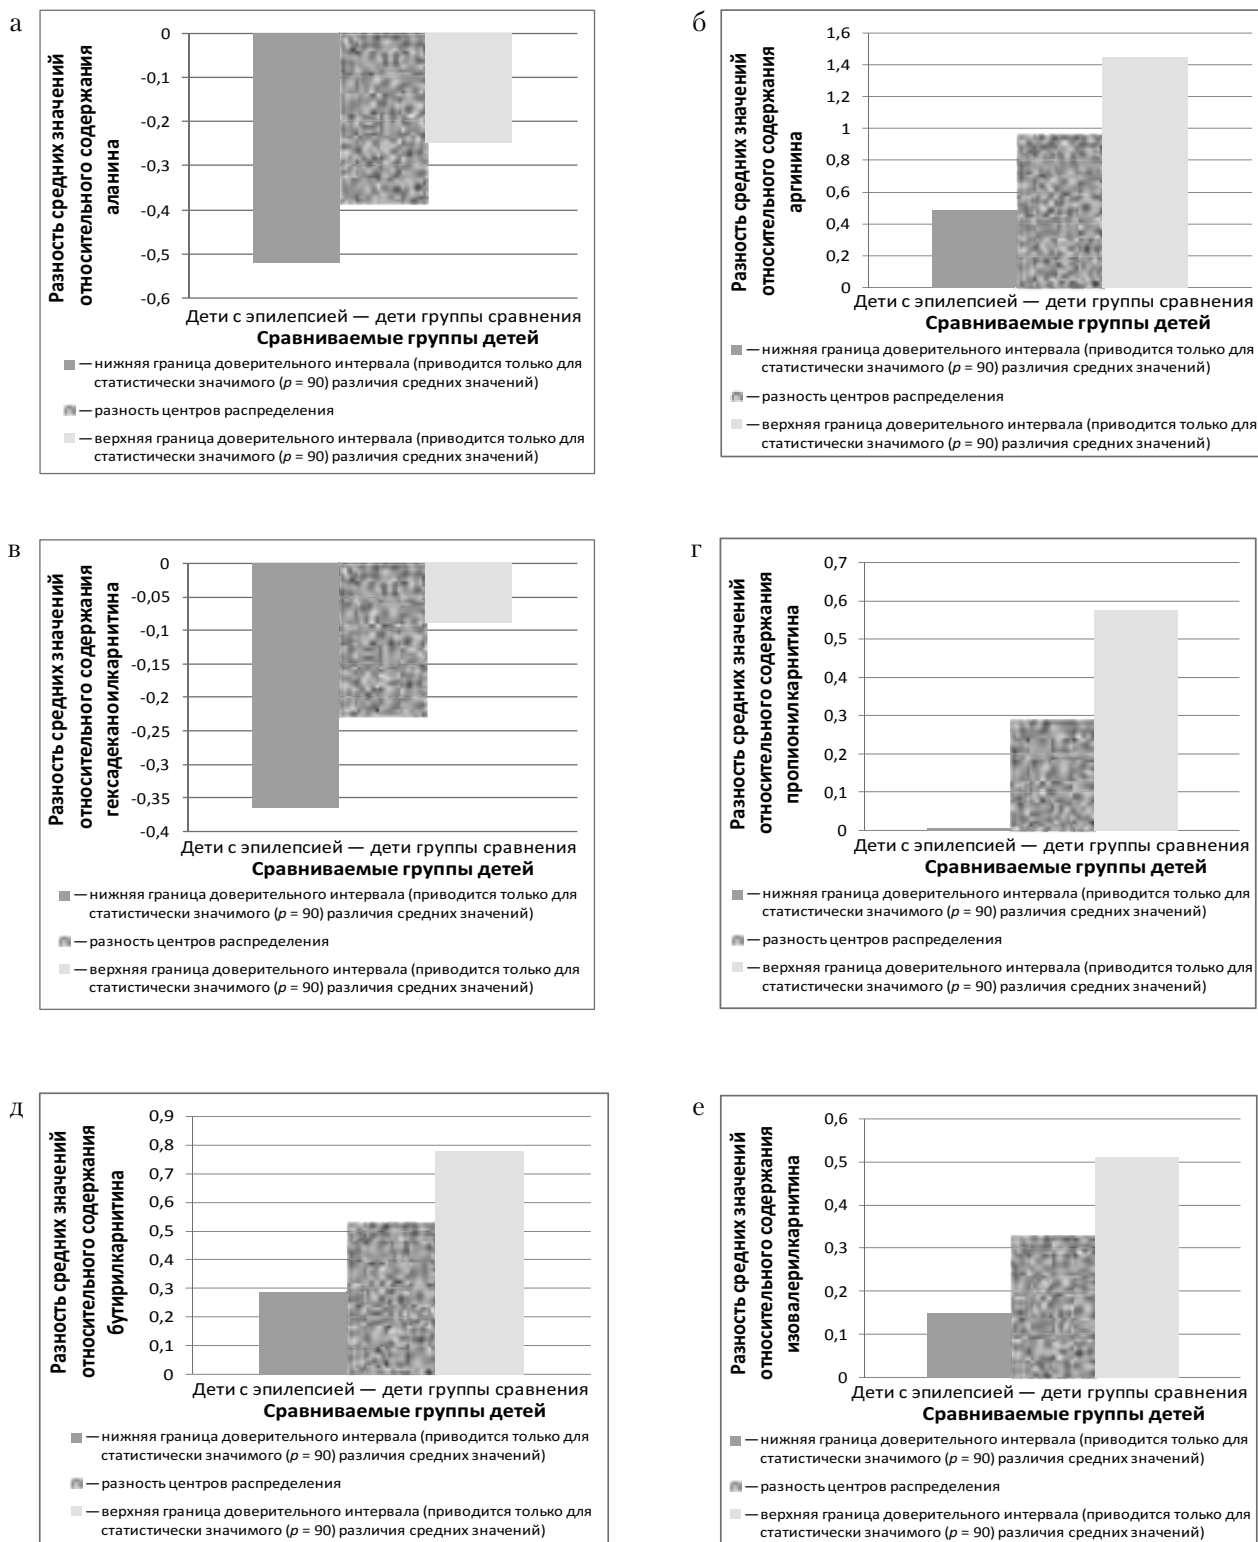 а
Разность средних значений
относительного содержания
аланина
0
-0,1
-0,2
-0,3
-0,4
-0,5
-0,6
Дети с эпилепсией — дети группы сравнения
Сравниваемые группы детей
— нижняя граница доверительного интервала (приводится только для
статистически значимого (p = 90) различия средних значений)
— разность центров распределения
— верхняя граница доверительного интервала (приводится только для
статистически значимого (p = 90) различия средних значений)
б
Разность средних значений
относительного содержания
аргинина
1,6
1,4
1,2
1
0,8
0,6
0,4
0,2
0
Дети с эпилепсией — дети группы сравнения
Сравниваемые группы детей
— нижняя граница доверительного интервала (приводится только для
статистически значимого (p = 90) различия средних значений)
— разность центров распределения
— верхняя граница доверительного интервала (приводится только для
статистически значимого (p = 90) различия средних значений)
в
Разность средних значений
относительного содержания
гексадеканоилкарнитина
0
-0,05
-0,1
-0,15
-0,2
-0,25
-0,3
-0,35
-0,4
Дети с эпилепсией — дети группы сравнения
Сравниваемые группы детей
— нижняя граница доверительного интервала (приводится только для
статистически значимого (p = 90) различия средних значений)
— разность центров распределения
— верхняя граница доверительного интервала (приводится только для
статистически значимого (p = 90) различия средних значений)
г
Разность средних значений
относительного содержания
пропионилкарнитина
0,7
0,6
0,5
0,4
0,3
0,2
0,1
0
Дети с эпилепсией — дети группы сравнения
Сравниваемые группы детей
— нижняя граница доверительного интервала (приводится только для
статистически значимого (p = 90) различия средних значений)
— разность центров распределения
— верхняя граница доверительного интервала (приводится только для
статистически значимого (p = 90) различия средних значений)
д
Разность средних значений
относительного содержания
бутирилкарнитина
0,9
0,8
0,7
0,6
0,5
0,4
0,3
0,2
0,1
0
Дети с эпилепсией — дети группы сравнения
Сравниваемые группы детей
— нижняя граница доверительного интервала (приводится только для
статистически значимого (p = 90) различия средних значений)
— разность центров распределения
— верхняя граница доверительного интервала (приводится только для
статистически значимого (p = 90) различия средних значений)
е
Разность средних значений
относительного содержания
изовалерилкарнитина
0,6
0,5
0,4
0,3
0,2
0,1
0
Дети с эпилепсией — дети группы сравнения
Сравниваемые группы детей
— нижняя граница доверительного интервала (приводится только для
статистически значимого (p = 90) различия средних значений)
— разность центров распределения
— верхняя граница доверительного интервала (приводится только для
статистически значимого (p = 90) различия средних значений)